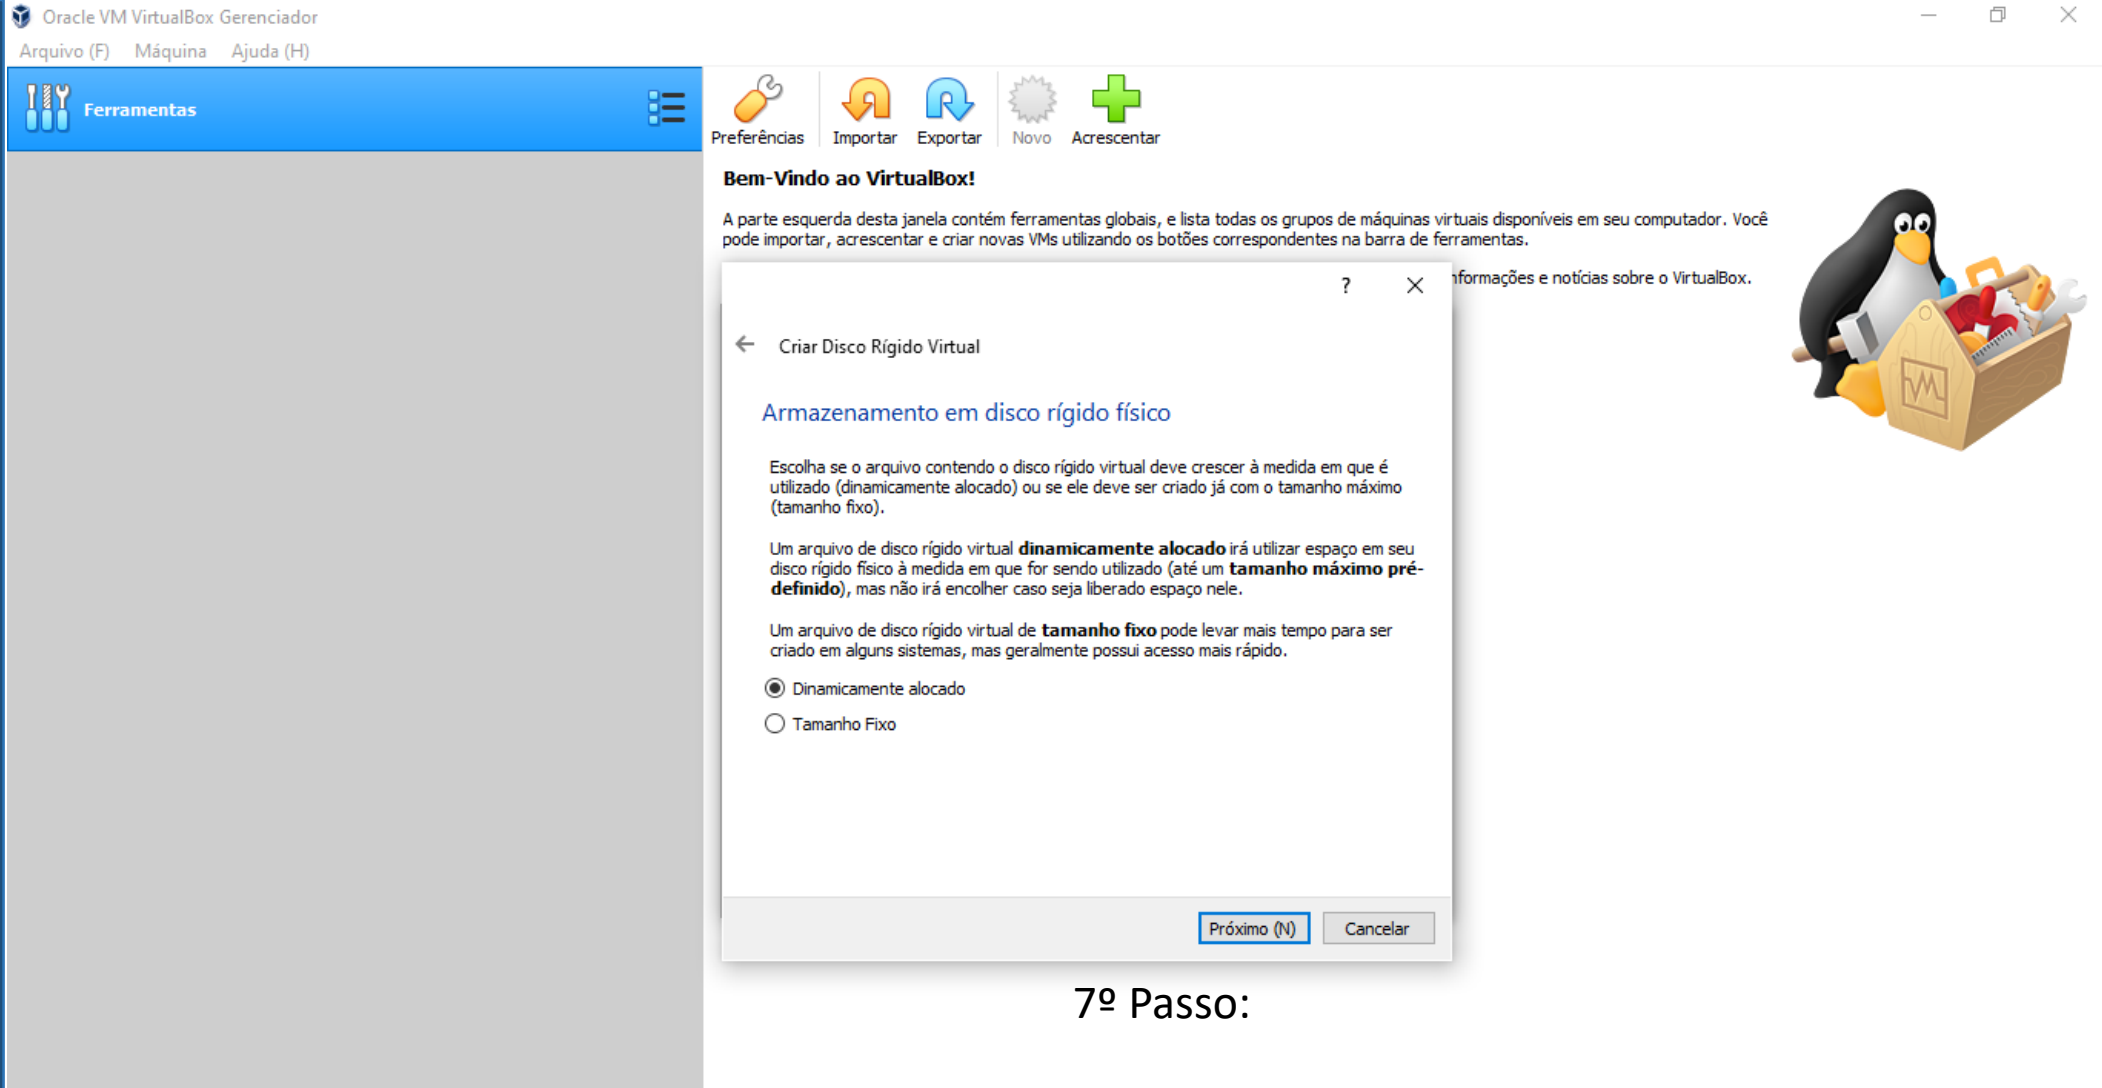 Oracle VM VirtualBox Gerenciador
Arquivo (F) Máquina Ajuda (H)
Ferramentas
Preferências Importar Exportar Novo Acrescentar
Bem-Vindo ao VirtualBox!
A parte esquerda desta janela contém ferramentas globais, e lista todas os grupos de máquinas virtuais disponíveis em seu computador. Você
pode importar, acrescentar e criar novas VMs utilizando os botões correspondentes na barra de ferramentas.
nformações e notícias sobre o VirtualBox.
?
Criar Disco Rígido Virtual
Armazenamento em disco rígido físico
Escolha se o arquivo contendo o disco rígido virtual deve crescer à medida em que é
utilizado (dinamicamente alocado) ou se ele deve ser criado já com o tamanho máximo
(tamanho fixo).
Um arquivo de disco rígido virtual dinamicamente alocado irá utilizar espaço em seu
disco rígido físico à medida em que for sendo utilizado (até um tamanho máximo pré-
definido), mas não irá encolher caso seja liberado espaço nele.
Um arquivo de disco rígido virtual de tamanho fixo pode levar mais tempo para ser
criado em alguns sistemas, mas geralmente possui acesso mais rápido.
Dinamicamente alocado
Tamanho Fixo
Próximo (N) Cancelar
7º Passo: